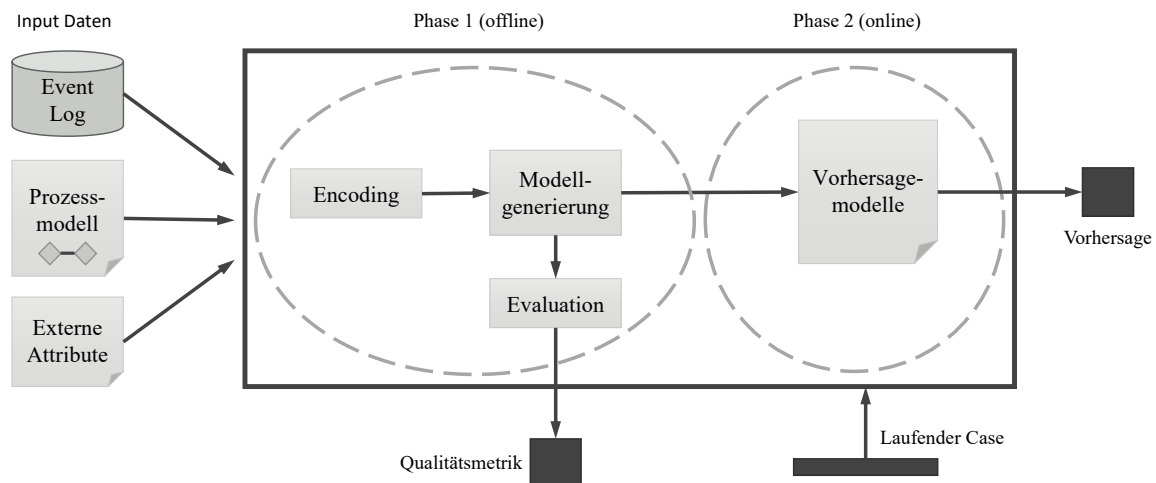 Input Daten
Phase 1 (offline)
Phase 2 (online)
Event
Log
Prozess-
modell
Externe
Attribute
Encoding
Modell-
generierung
Evaluation
Vorhersage-
modelle
Vorhersage
Laufender Case
Qualitätsmetrik